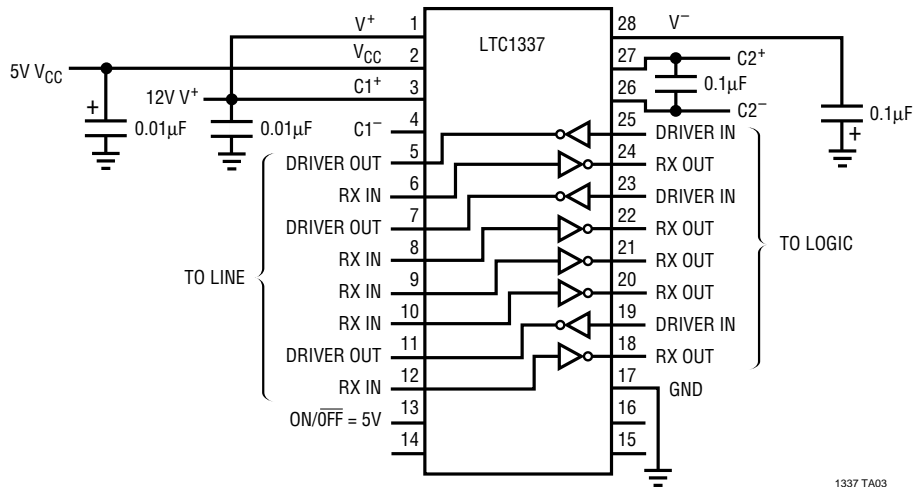 V+ 1 LTC1337 28 V−
5V VCC VCC 2 27 C2+
12V V+ C1+ 3 0.1µF
+ 0.01µF 0.01µF 26 C2− 0.1µF
C1− 4 25 DRIVER IN +
DRIVER OUT 5 24 RX OUT
RX IN 6 23 DRIVER IN
DRIVER OUT 7 22 RX OUT
RX IN 8 21 RX OUT
TO LINE TO LOGIC
RX IN 9 20 RX OUT
RX IN 10 19 DRIVER IN
DRIVER OUT 11 18 RX OUT
RX IN 12 17 GND
ON/O̅F̅F̅ = 5V 13 16
14 15
1337 TA03